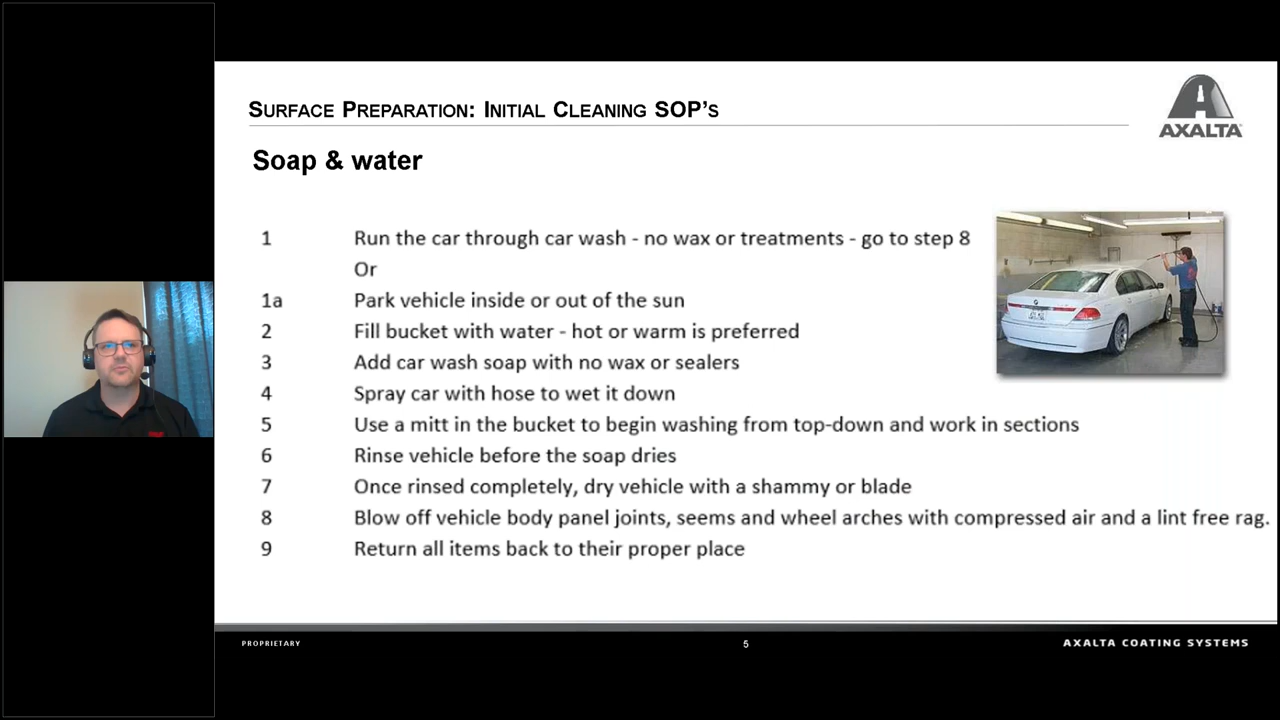 SURFACE PREPARATION: INITIAL CLEANING SOP'S
AXALTA
Soap & water
1 Run the car through car wash - no wax or treatments - go to step 8
Or
1a Park vehicle inside or out of the sun
2 Fill bucket with water - hot or warm is preferred
3 Add car wash soap with no wax or sealers
4 Spray car with hose to wet it down
5 Use a mitt in the bucket to begin washing from top-down and work in sections
6 Rinse vehicle before the soap dries
7 Once rinsed completely, dry vehicle with a shammy or blade
8 Blow off vehicle body panel joints, seems and wheel arches with compressed air and a lint free rag.
9 Return all items back to their proper place
PROPRIETARY 5 AXALTA COATING SYSTEMS